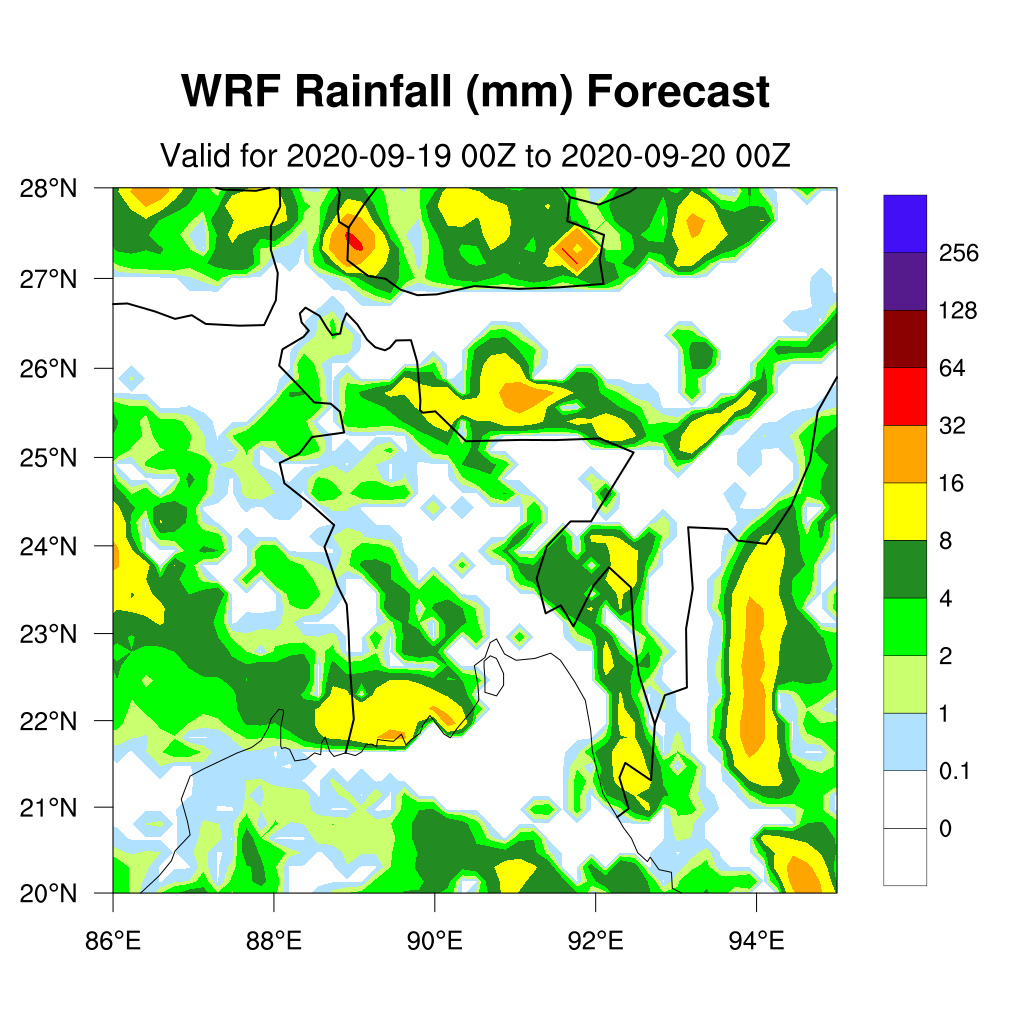 WRF Rainfall (mm) Forecast
Valid for 2020-09-19 00Z to 2020-09-20 00Z
28°N
27°N
26°N
25°N
24°N
23°N
22°N
21°N
20°N
86°E
88°E
90°E
92°E
94°E
256
128
64
32
16
8
4
2
1
0.1
0